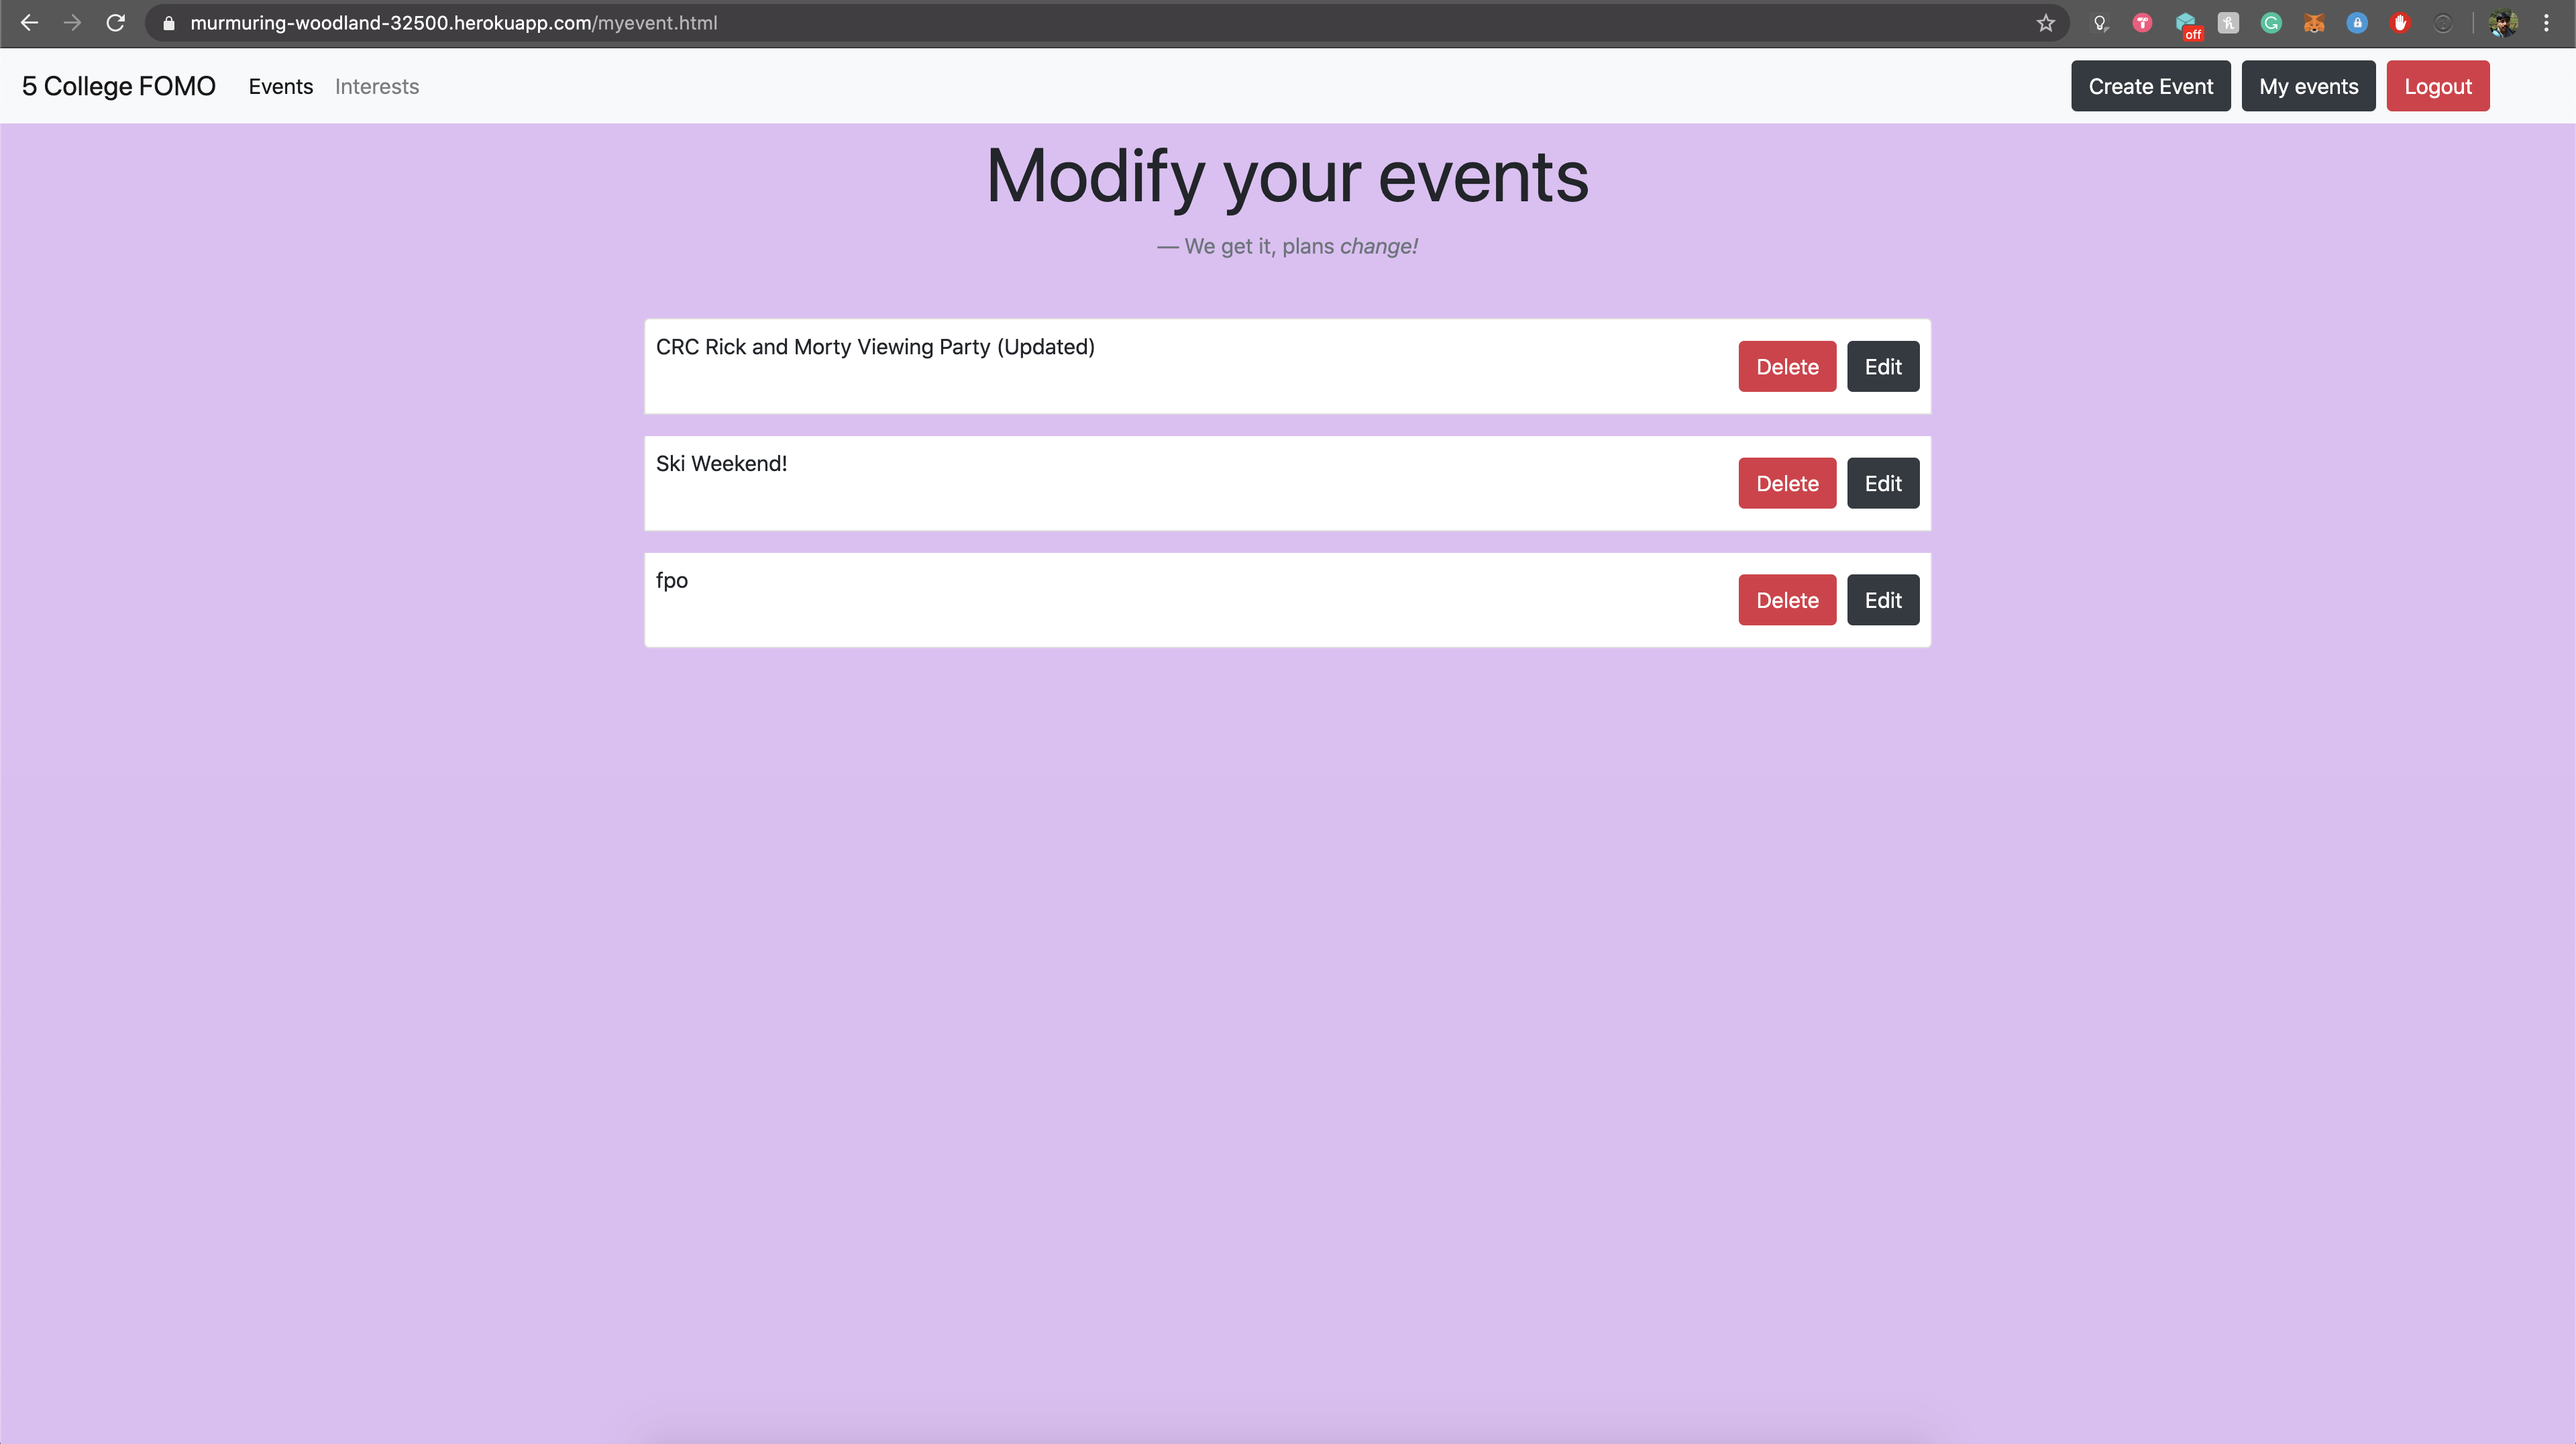 murmuring-woodland-32500.herokuapp.com/myevent.html
off
5 College FOMO Events Interests Create Event My events Logout
Modify your events
— We get it, plans change!
CRC Rick and Morty Viewing Party (Updated) Delete Edit
Ski Weekend! Delete Edit
fpo Delete Edit